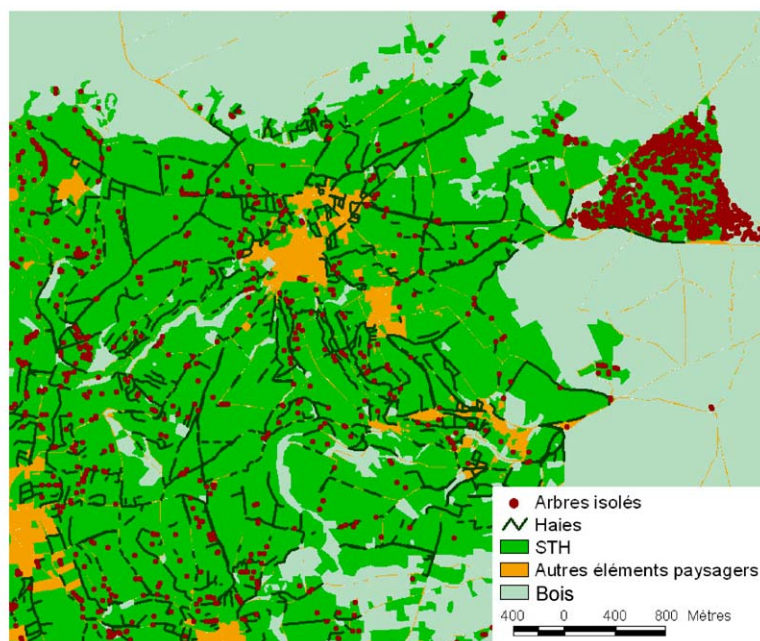 Arbres isolés
Haies
STH
Autres éléments paysagers
Bois
400 0 400 800 Mètres